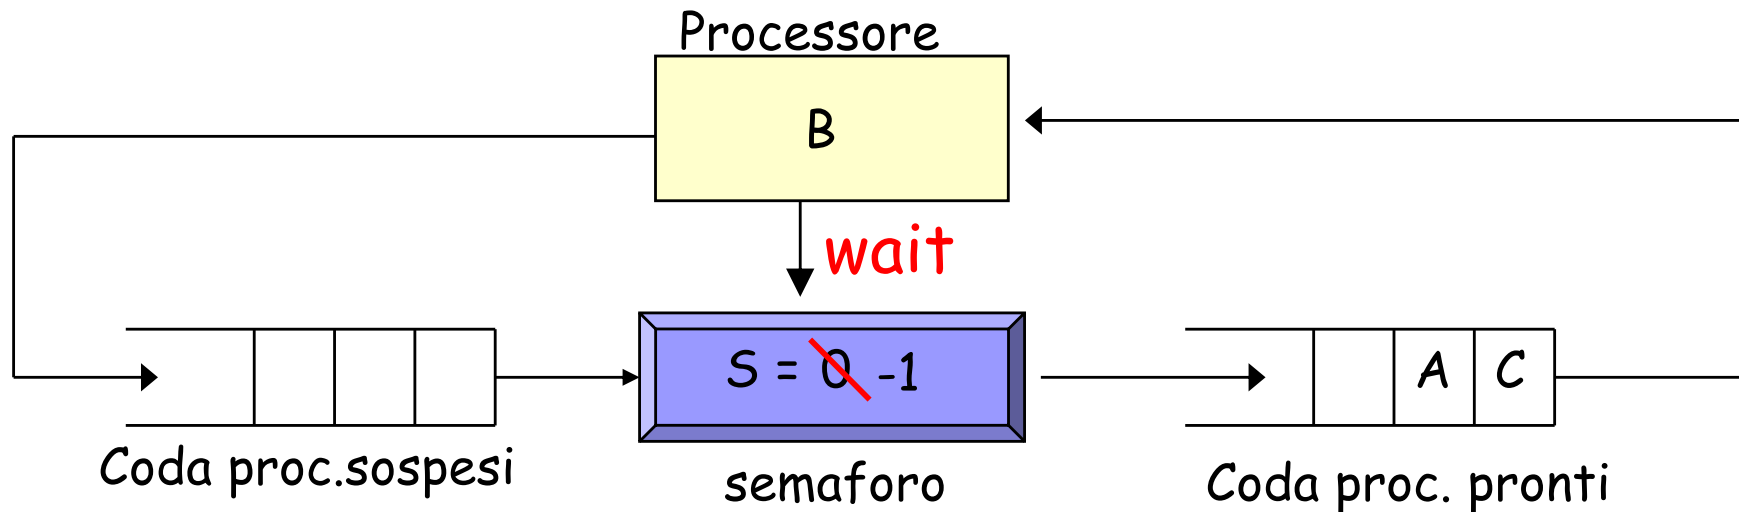 Processore
B
wait
S = 0 -1
A C
Coda proc.sospesi
semaforo
Coda proc. pronti